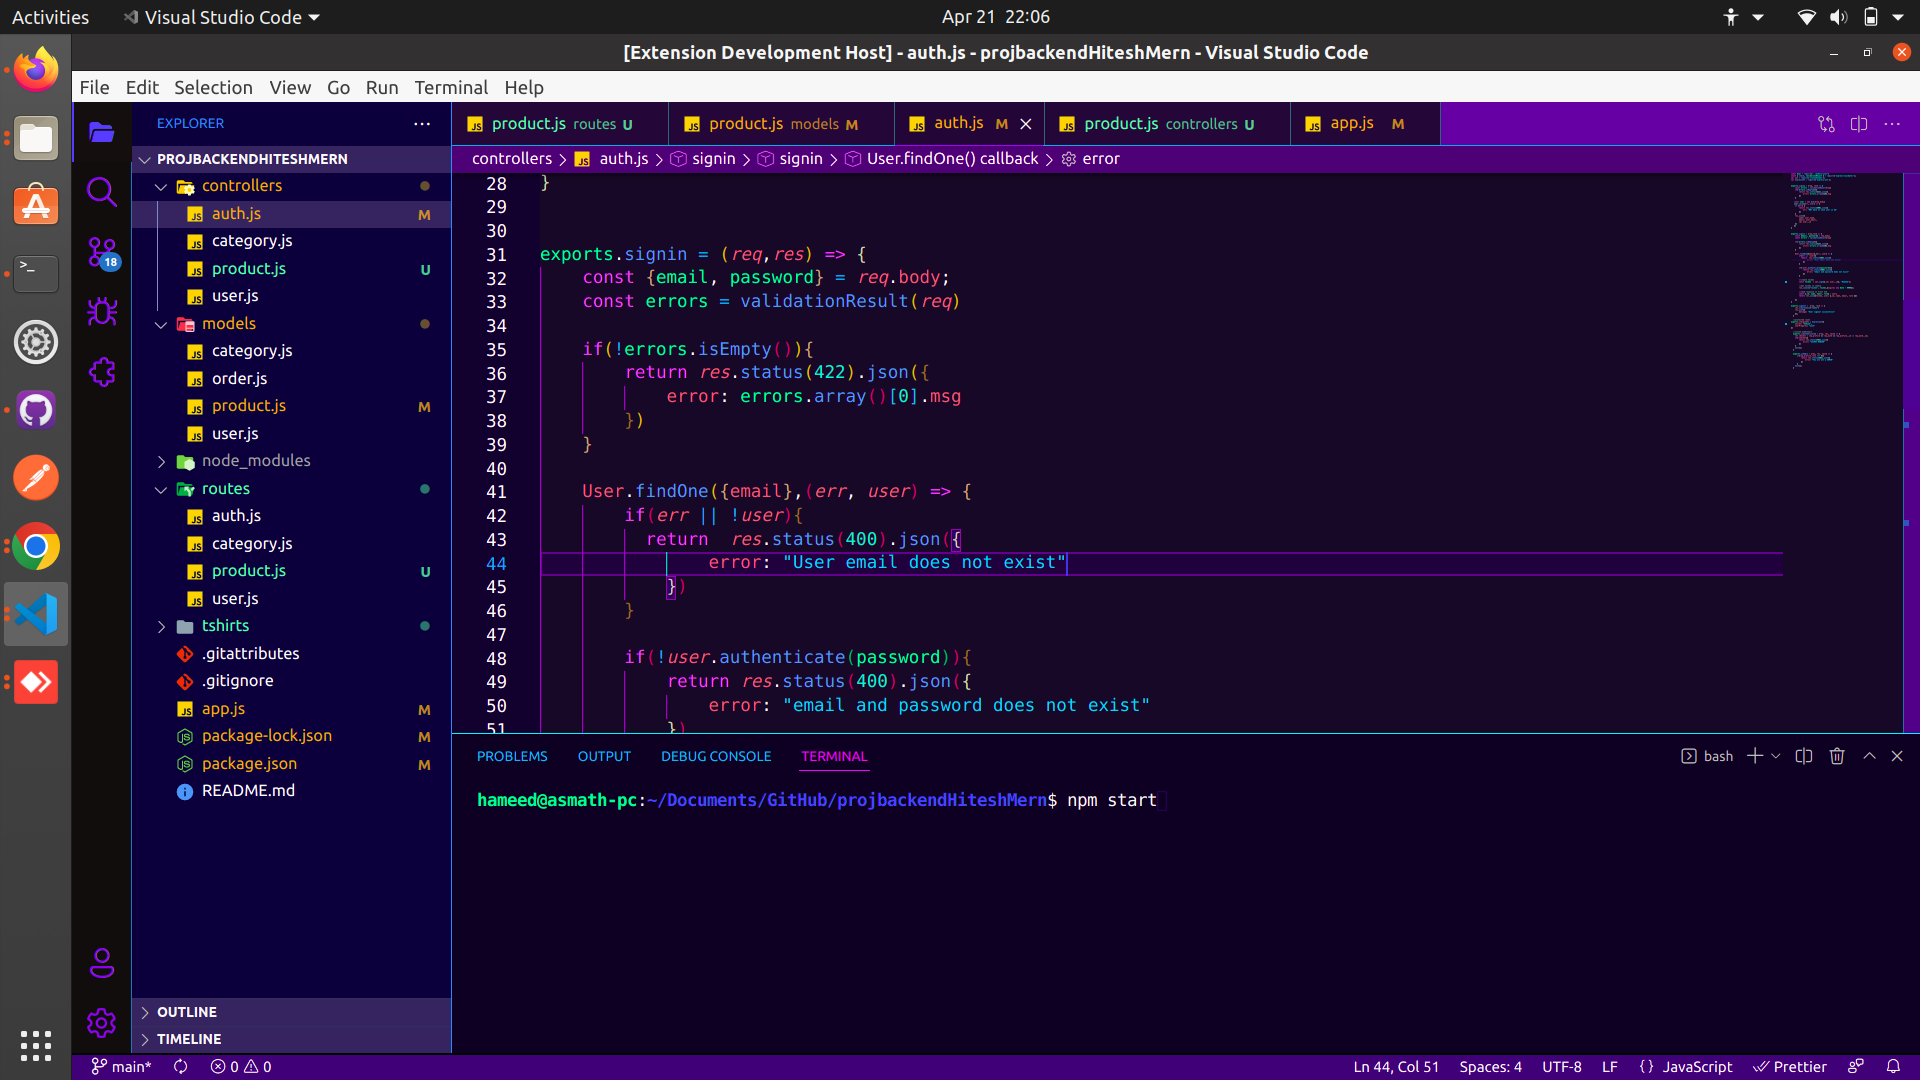 Activities
Visual Studio Code
Apr 21 22:06
[Extension Development Host] - auth.js - projbackendHiteshMern - Visual Studio Code
File Edit Selection View Go Run Terminal Help
EXPLORER
PROJBACKENDHITESHMERN
controllers
auth.js M
category.js
product.js U
user.js
models
category.js
order.js
product.js M
user.js
node_modules
routes
auth.js
category.js
product.js U
user.js
tshirts
.gitattributes
.gitignore
app.js M
package-lock.json M
package.json M
README.md
OUTLINE
TIMELINE
18
product.js routes U
product.js models M
auth.js M
product.js controllers U
app.js M
controllers > auth.js > signin > signin > User.findOne() callback > error
28 }
29
30
31 exports.signin = (req,res) => {
32 const {email, password} = req.body;
33 const errors = validationResult(req)
34
35 if(!errors.isEmpty()){
36 return res.status(422).json({
37 error: errors.array()[0].msg
38 })
39 }
40
41 User.findOne({email},(err, user) => {
42 if(err || !user){
43 return  res.status(400).json({
44 error: "User email does not exist"
45 })
46 }
47
48 if(!user.authenticate(password)){
49 return res.status(400).json({
50 error: "email and password does not exist"
51 })
PROBLEMS OUTPUT DEBUG CONSOLE TERMINAL
bash
hameed@asmath-pc:~/Documents/GitHub/projbackendHiteshMern$ npm start
main* 0 0
Ln 44, Col 51 Spaces: 4 UTF-8 LF {} JavaScript Prettier